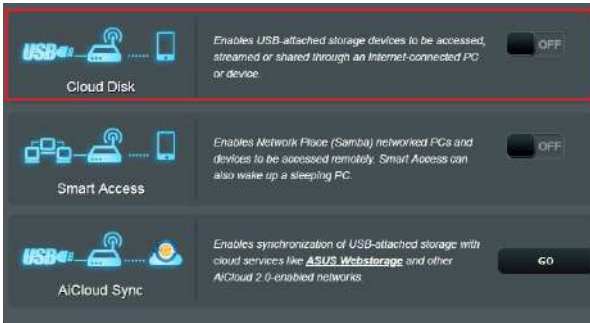 USB
Cloud Disk
Enables USB-attached storage devices to be accessed,
streamed or shared through an Internet-connected PC
or device.
OFF
Smart Access
Enables Network Place (Samba) networked PCs and
devices to be accessed remotely. Smart Access can
also wake up a sleeping PC.
OFF
USB
AiCloud Sync
Enables synchronization of USB-attached storage with
cloud services like ASUS Webstorage and other
AiCloud 2.0-enabled networks.
GO